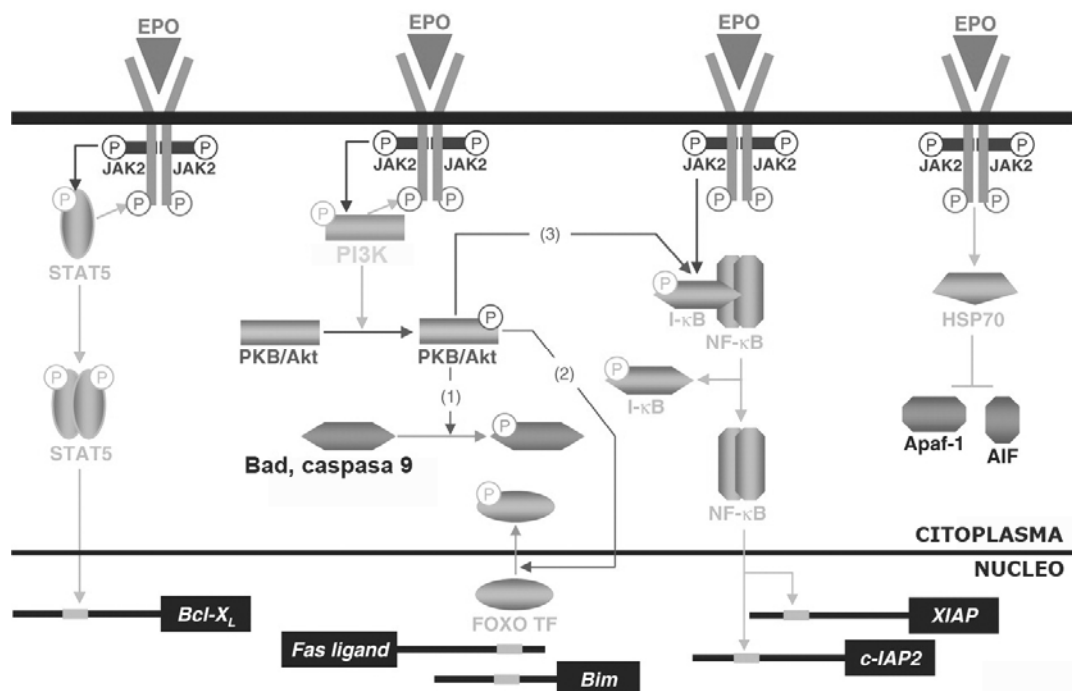 EPO EPO EPO EPO
P P P P P P P P
JAK2 JAK2 JAK2 JAK2 JAK2 JAK2 JAK2 JAK2
P P P P P P P P
P P
STAT5 PI3K
(3)
P
I-κB
NF-κB
HSP70
P
PKB/Akt PKB/Akt
(1) (2)
P P
STAT5
P
I-κB
Apaf-1 AIF
P
Bad, caspasa 9
P
NF-κB
CITOPLASMA
NUCLEO
FOXO TF
Bcl-XL
XIAP
Fas ligand
c-IAP2
Bim